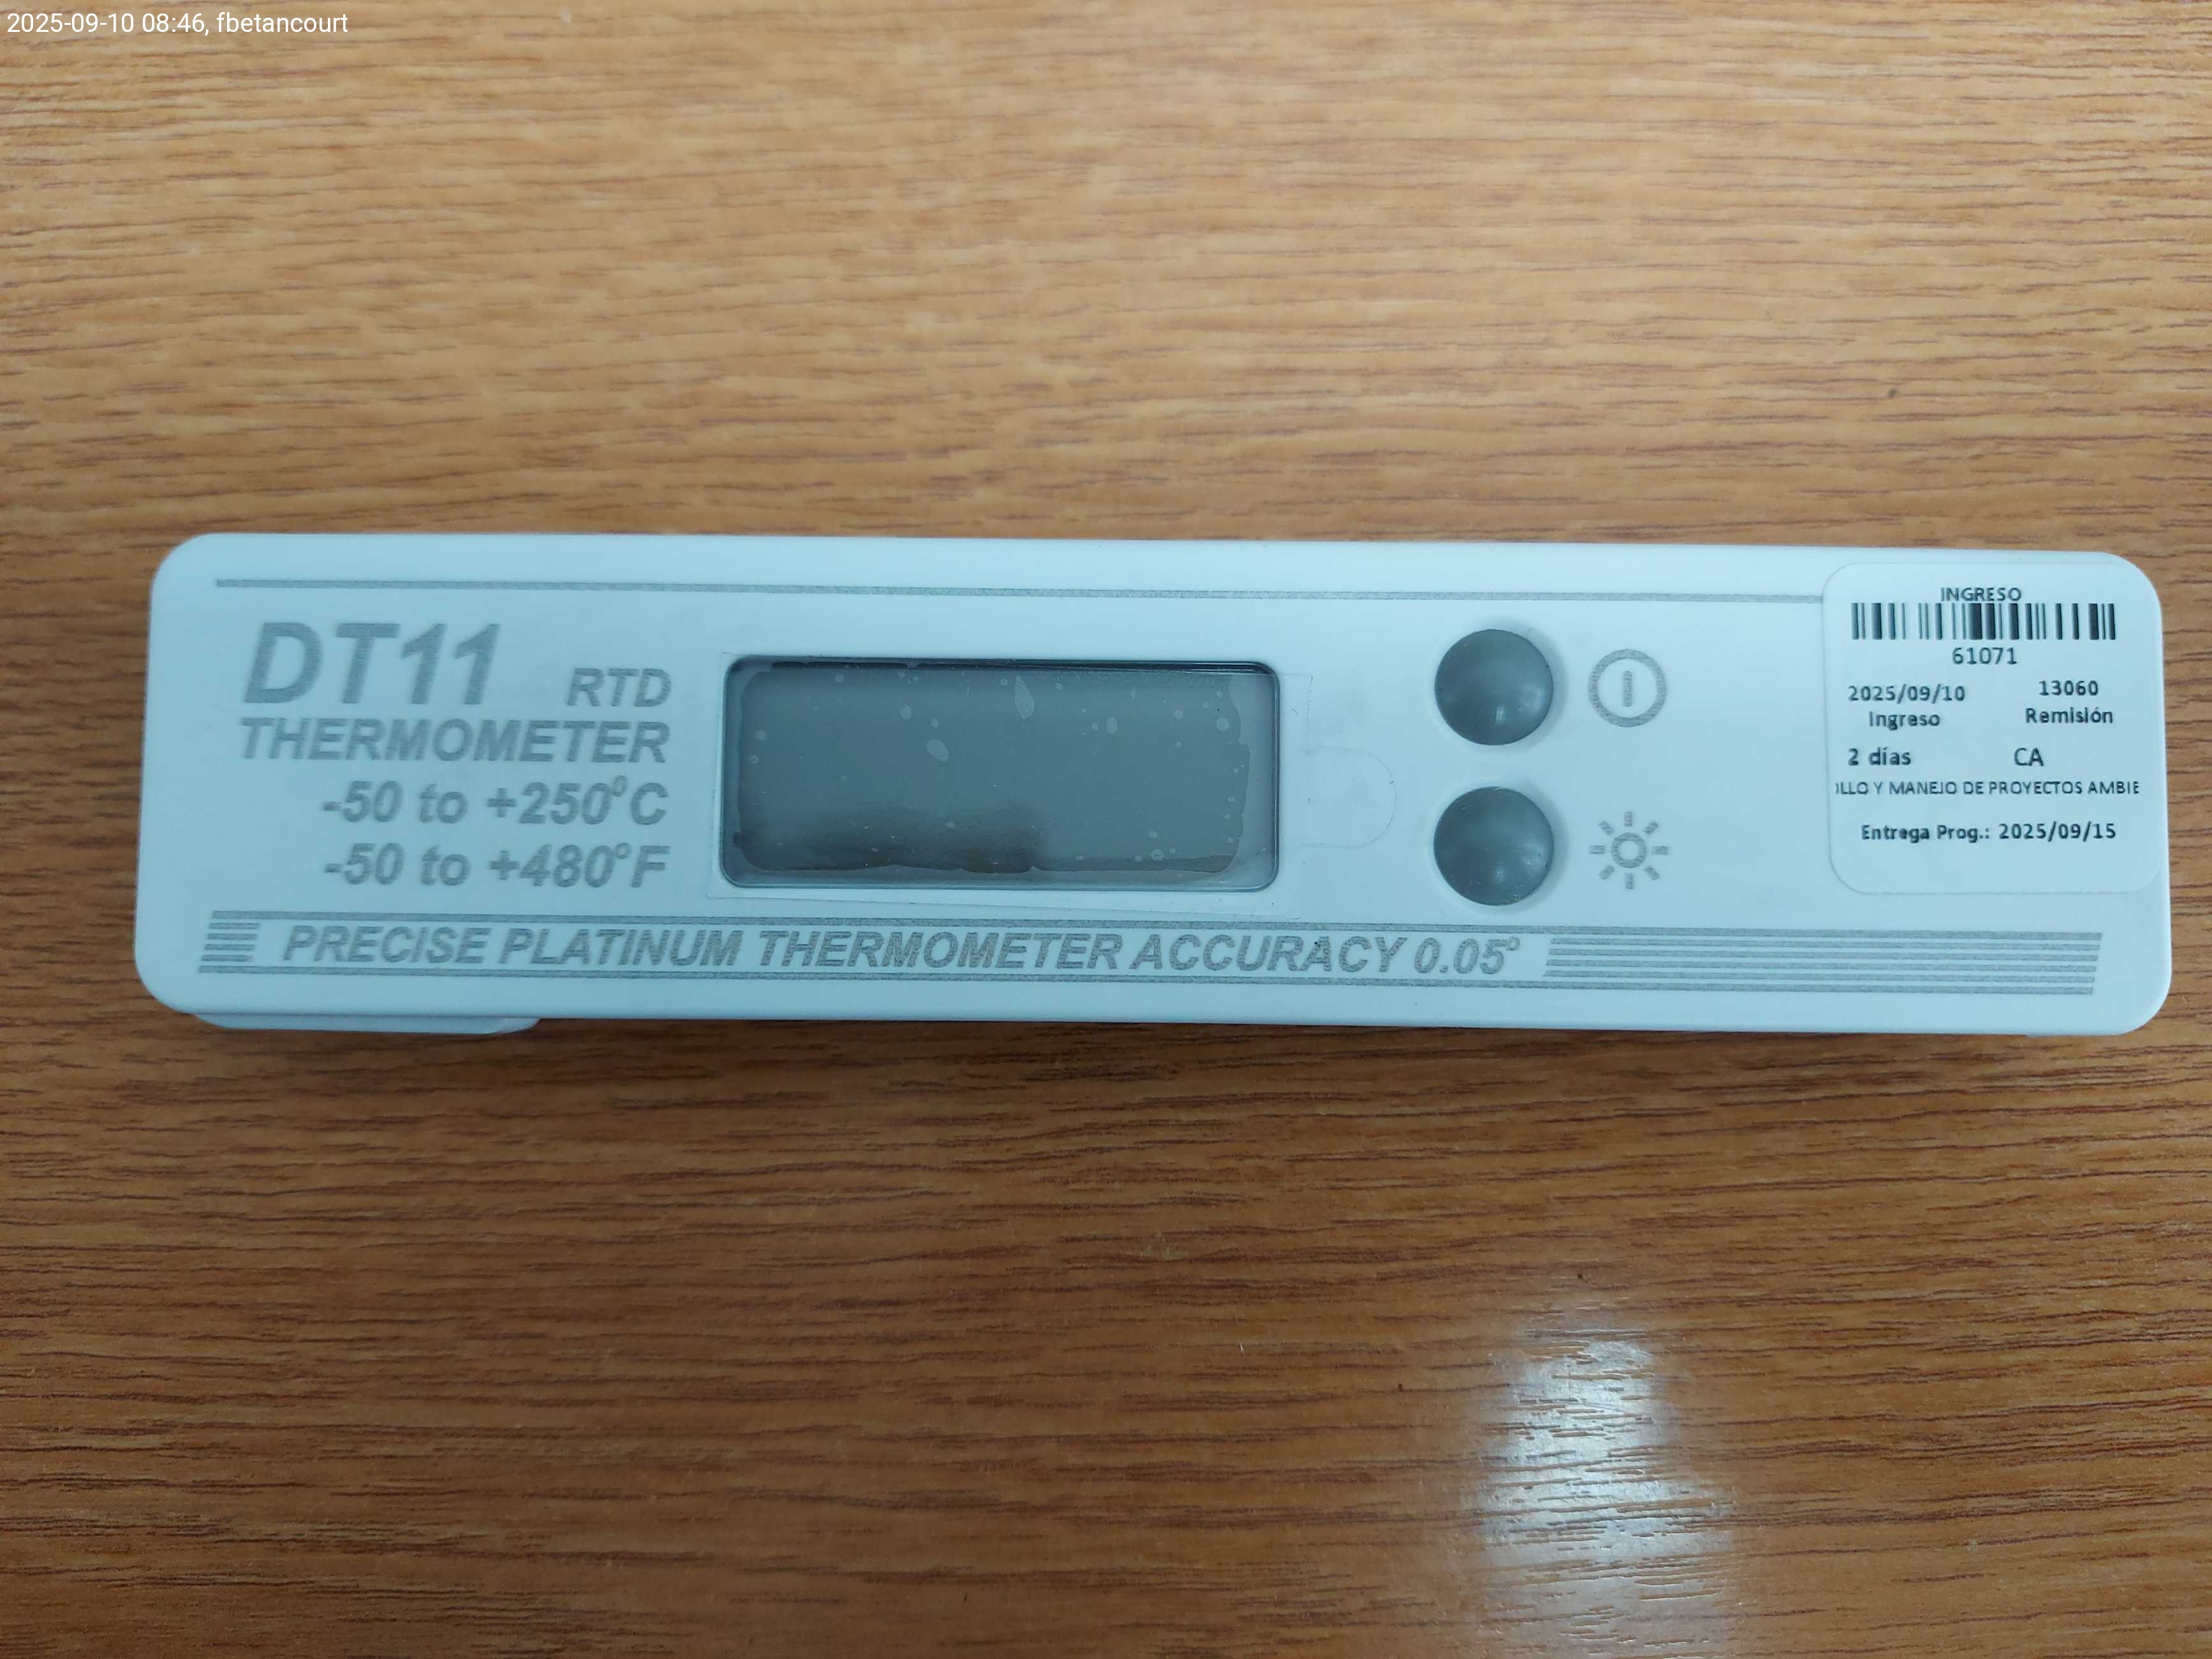 2025-09-10 08:46, fbetancourt
DT11 RTD
THERMOMETER
-50 to +250°C
-50 to +480°F
PRECISE PLATINUM THERMOMETER ACCURACY 0.05°
INGRESO
61071
2025/09/10 13060
Ingreso Remisión
2 días CA
LLO Y MANEJO DE PROYECTOS AMBIE
Entrega Prog.: 2025/09/15